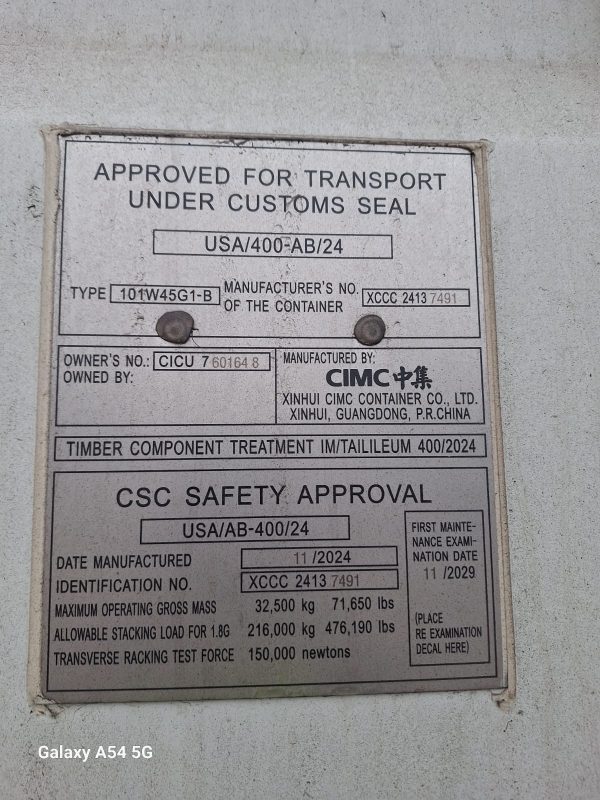 APPROVED FOR TRANSPORT
UNDER CUSTOMS SEAL
USA/400-AB/24
TYPE 101W45G1-B
MANUFACTURER'S NO.
OF THE CONTAINER XCCC 2413 7491
OWNER'S NO.: CICU 7 60164 8
OWNED BY:
MANUFACTURED BY:
CIMC中集
XINHUI CIMC CONTAINER CO., LTD.
XINHUI, GUANGDONG, P.R.CHINA
TIMBER COMPONENT TREATMENT IM/TAILILEUM 400/2024
CSC SAFETY APPROVAL
USA/AB-400/24
DATE MANUFACTURED 11 /2024
IDENTIFICATION NO. XCCC 2413 7491
MAXIMUM OPERATING GROSS MASS 32,500 kg 71,650 lbs
ALLOWABLE STACKING LOAD FOR 1.8G 216,000 kg 476,190 lbs
TRANSVERSE RACKING TEST FORCE 150,000 newtons
FIRST MAINTE-
NANCE EXAMI-
NATION DATE
11 /2029
(PLACE
RE EXAMINATION
DECAL HERE)
Galaxy A54 5G